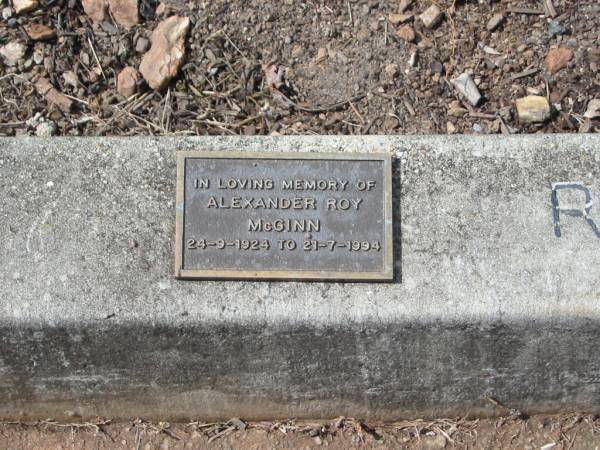 IN LOVING MEMORY OF
ALEXANDER ROY
McGINN
24-9-1924 TO 21-7-1994
R